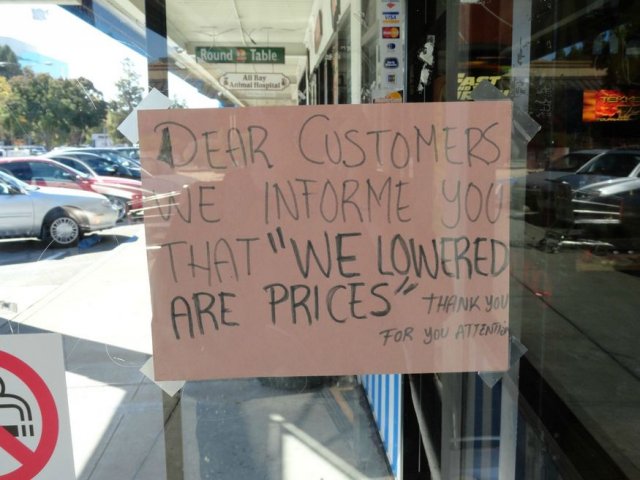 Round Table
All Bay
Animal Hospital
VISA
DEAR CUSTOMERS
WE INFORME YOU
THAT "WE LOWERED
ARE PRICES" THANK YOU
FOR YOU ATTENTION